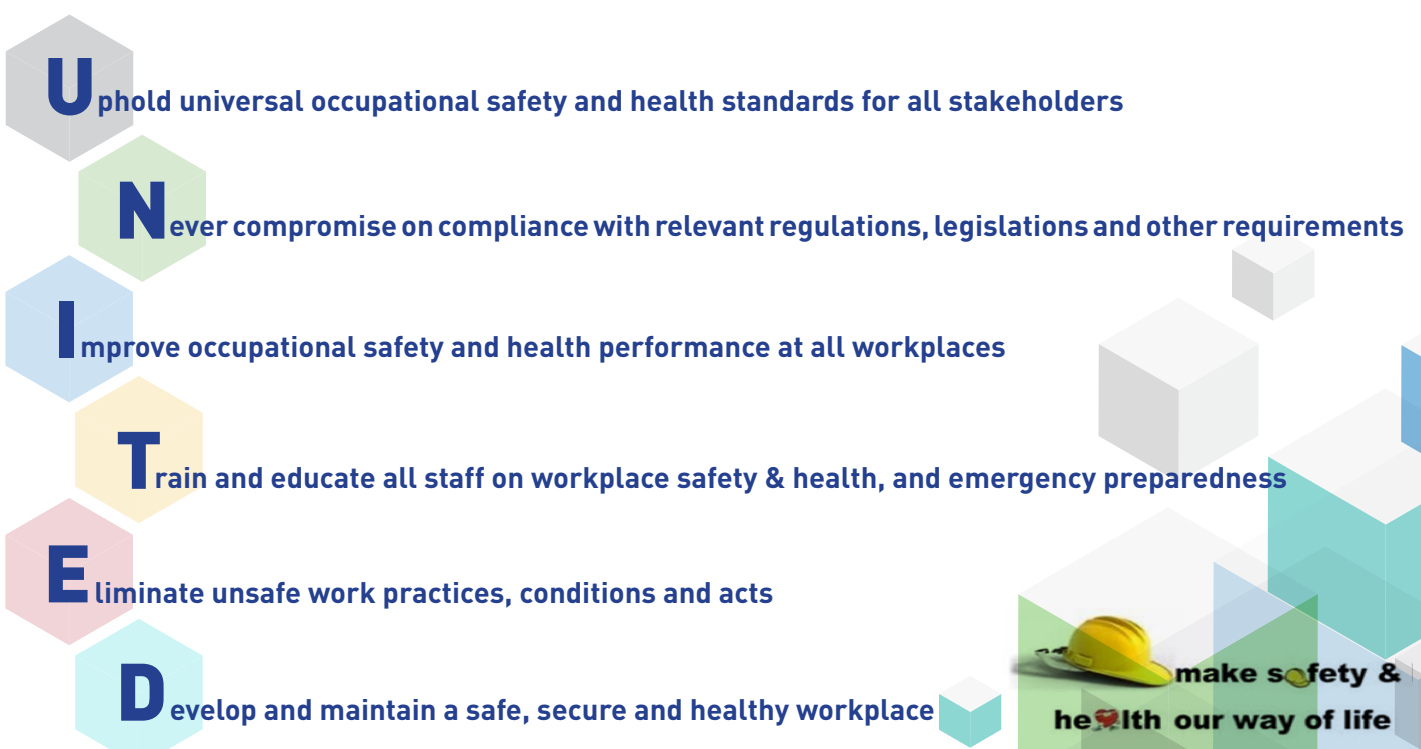 Uphold universal occupational safety and health standards for all stakeholders
Never compromise on compliance with relevant regulations, legislations and other requirements
Improve occupational safety and health performance at all workplaces
Train and educate all staff on workplace safety & health, and emergency preparedness
Eliminate unsafe work practices, conditions and acts
Develop and maintain a safe, secure and healthy workplace
make safety &
health our way of life